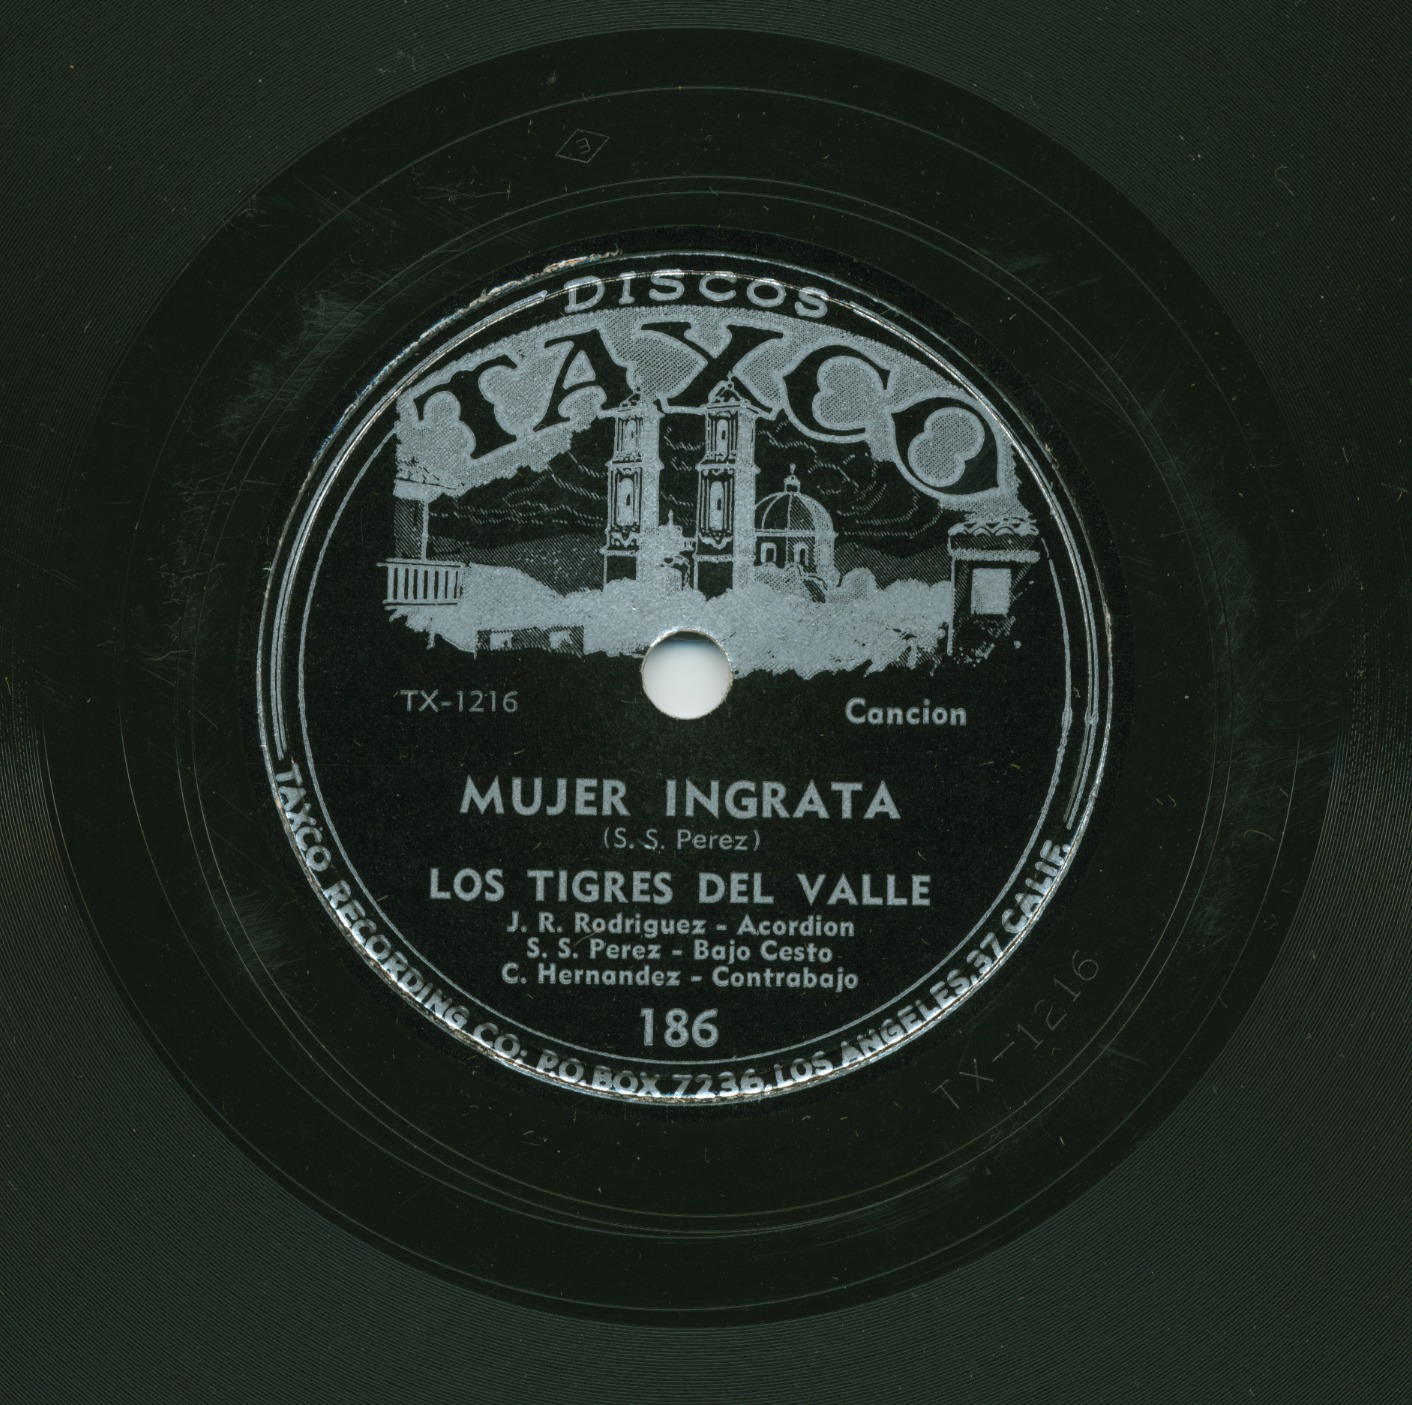 DISCOS
TAXCO
TX-1216
Cancion
MUJER INGRATA
(S. S. Perez)
LOS TIGRES DEL VALLE
J. R. Rodriguez - Acordion
S. S. Perez - Bajo Cesto
C. Hernandez - Contrabajo
186
TAXCO RECORDING CO: P.O. BOX 7236, LOS ANGELES, 37 CALIF.
TX-1216